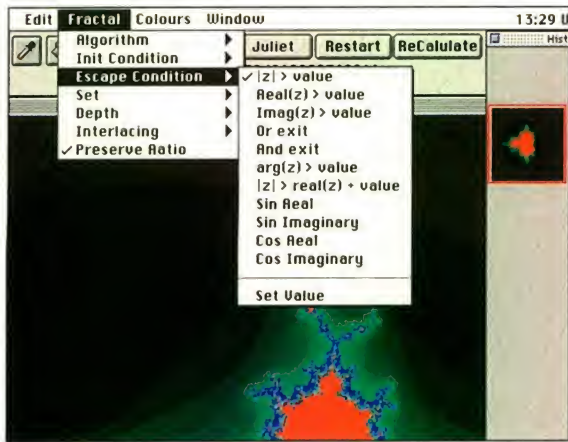 Edit Fractal Colours Window 13:29
Juliet Restart ReCalulate
Hist
Algorithm
Init Condition
Escape Condition
Set
Depth
Interlacing
✓Preserve Ratio
✓|z| > value
Real(z) > value
Imag(z) > value
Or exit
And exit
arg(z) > value
|z| > real(z) + value
Sin Real
Sin Imaginary
Cos Real
Cos Imaginary
Set Value